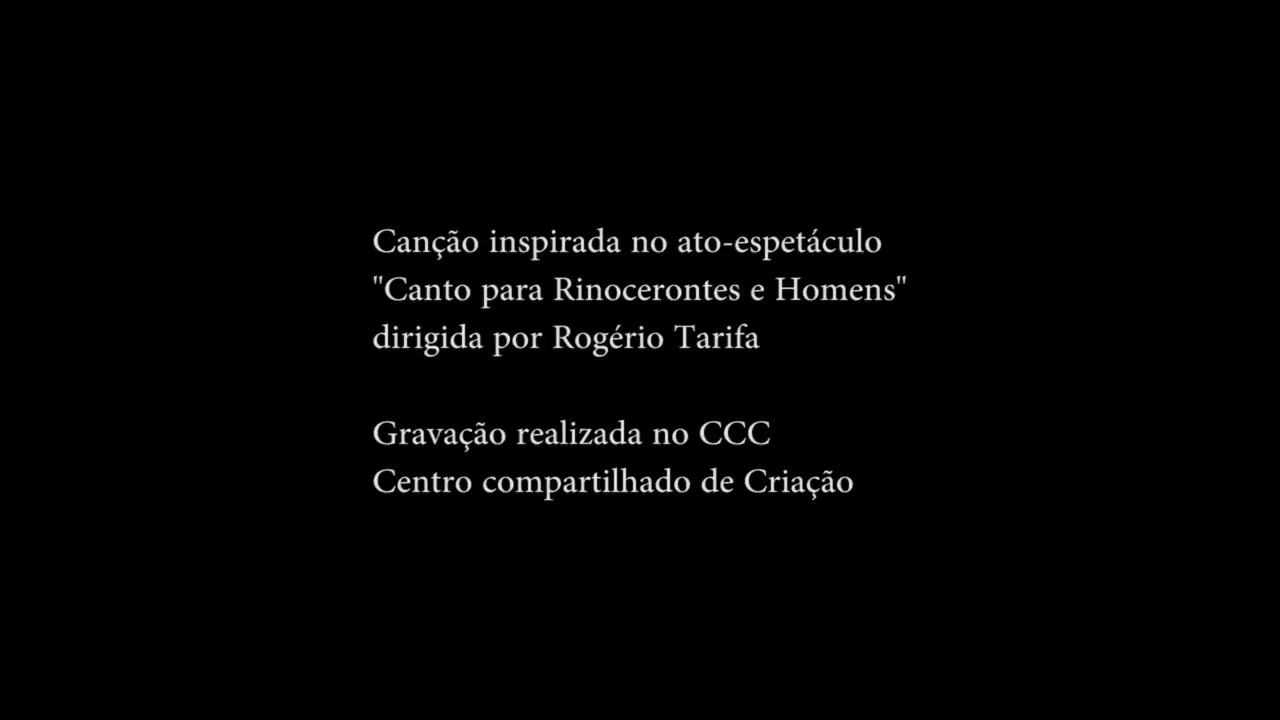 Canção inspirada no ato-espetáculo
"Canto para Rinocerontes e Homens"
dirigida por Rogério Tarifa
Gravação realizada no CCC
Centro compartilhado de Criação